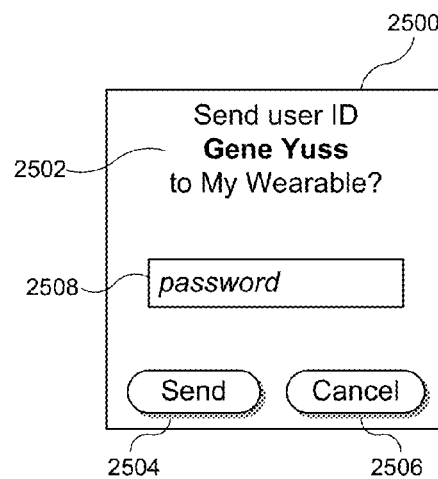 2500
Send user ID
Gene Yuss
2502
to My Wearable?
2508
password
Send
Cancel
2504
2506